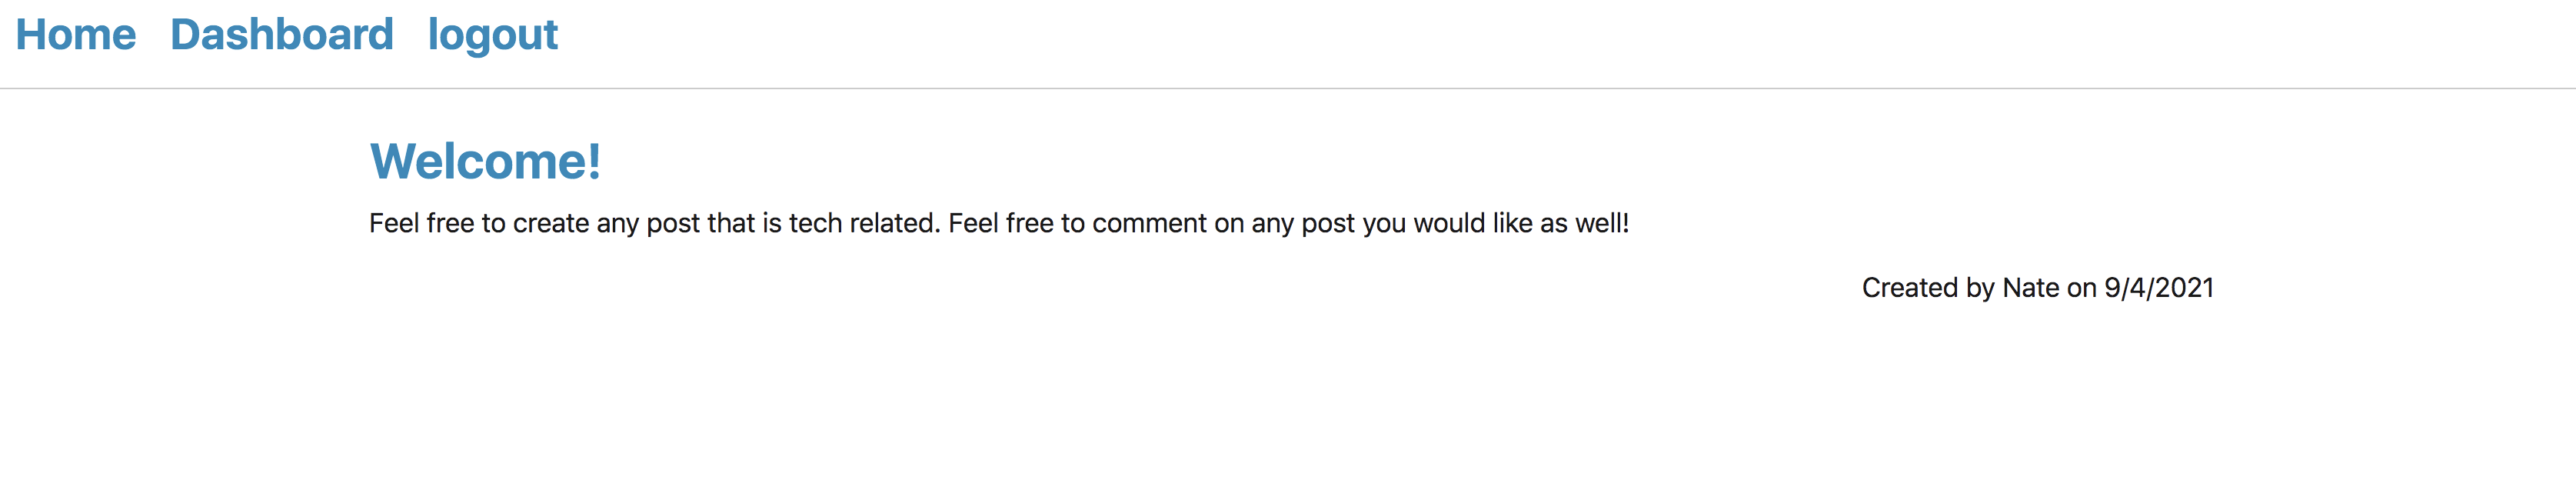 Home Dashboard logout
Welcome!
Feel free to create any post that is tech related. Feel free to comment on any post you would like as well!
Created by Nate on 9/4/2021